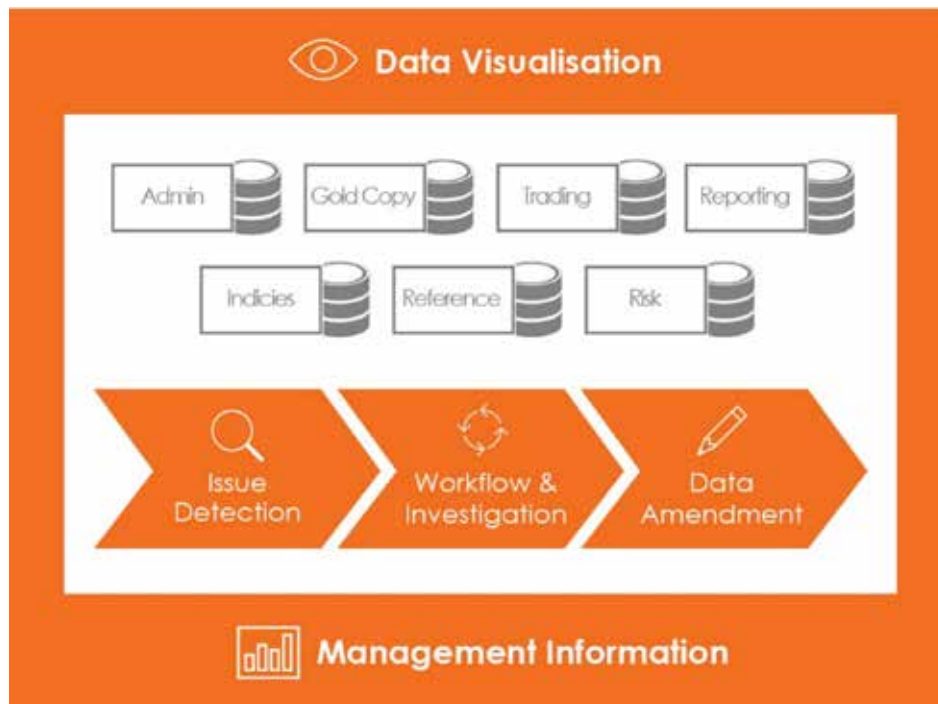 Data Visualisation
Admin
Gold Copy
Trading
Reporting
Indicies
Reference
Risk
Issue
Detection
Workflow &
Investigation
Data
Amendment
Management Information